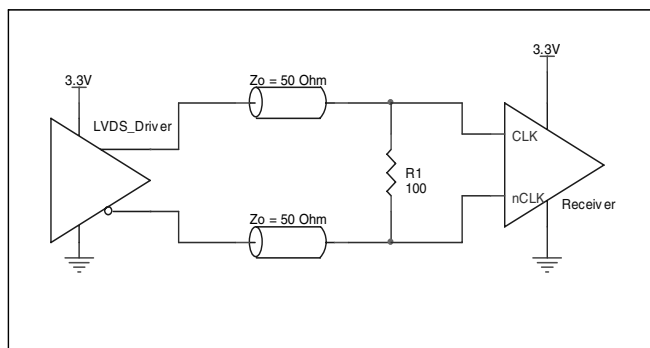 3.3V
LVDS_Driver
Zo = 50 Ohm
Zo = 50 Ohm
R1
100
3.3V
CLK
nCLK
Receiver